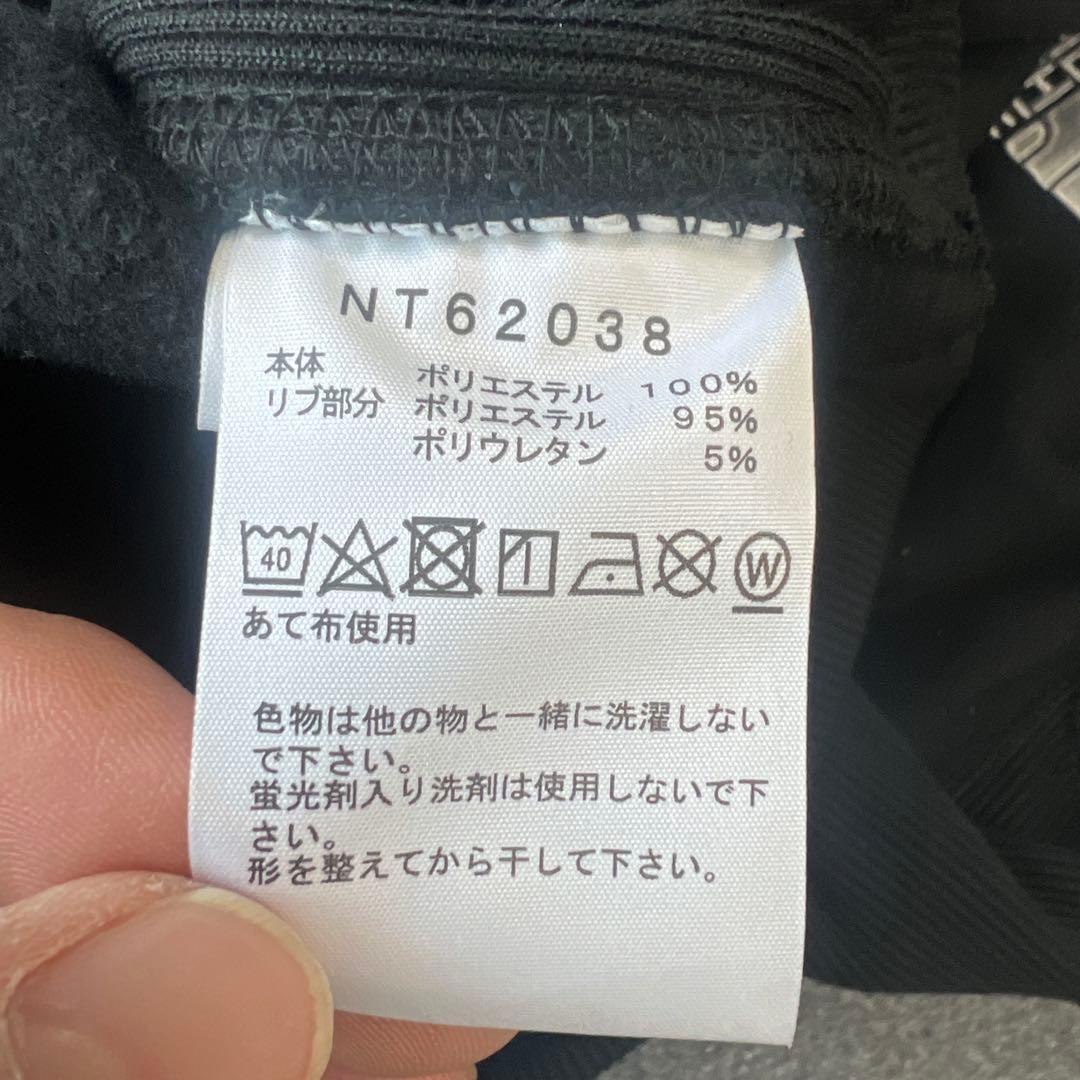 NT62038
本体 ポリエステル 100%
リブ部分 ポリエステル 95%
ポリウレタン 5%
40 W
あて布使用
色物は他の物と一緒に洗濯しない
で下さい。
蛍光剤入り洗剤は使用しないで下
さい。
形を整えてから干して下さい。